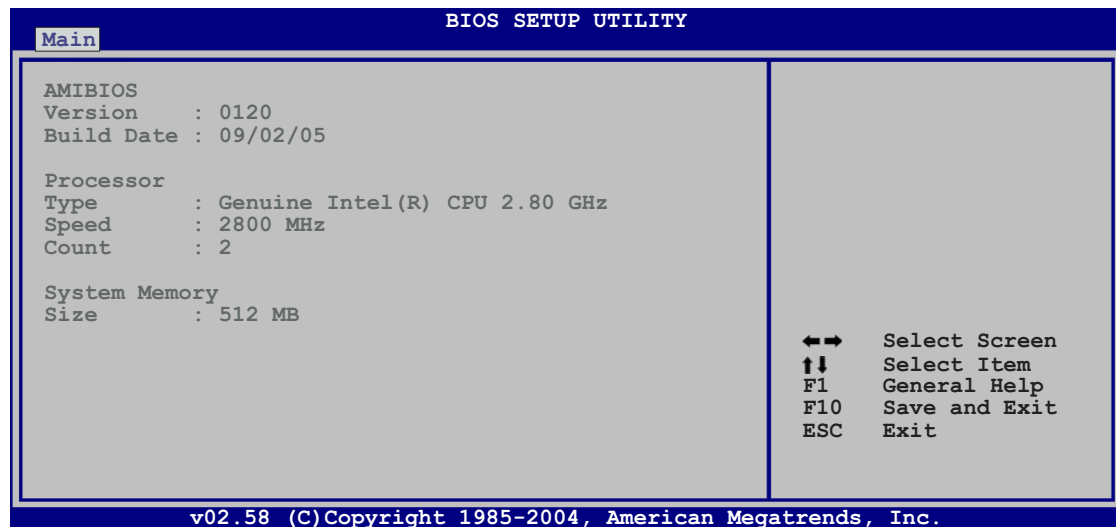 BIOS SETUP UTILITY
Main
AMIBIOS
Version : 0120
Build Date : 09/02/05
Processor
Type : Genuine Intel(R) CPU 2.80 GHz
Speed : 2800 MHz
Count : 2
System Memory
Size : 512 MB
←→ Select Screen
↑↓ Select Item
F1 General Help
F10 Save and Exit
ESC Exit
v02.58 (C)Copyright 1985-2004, American Megatrends, Inc.